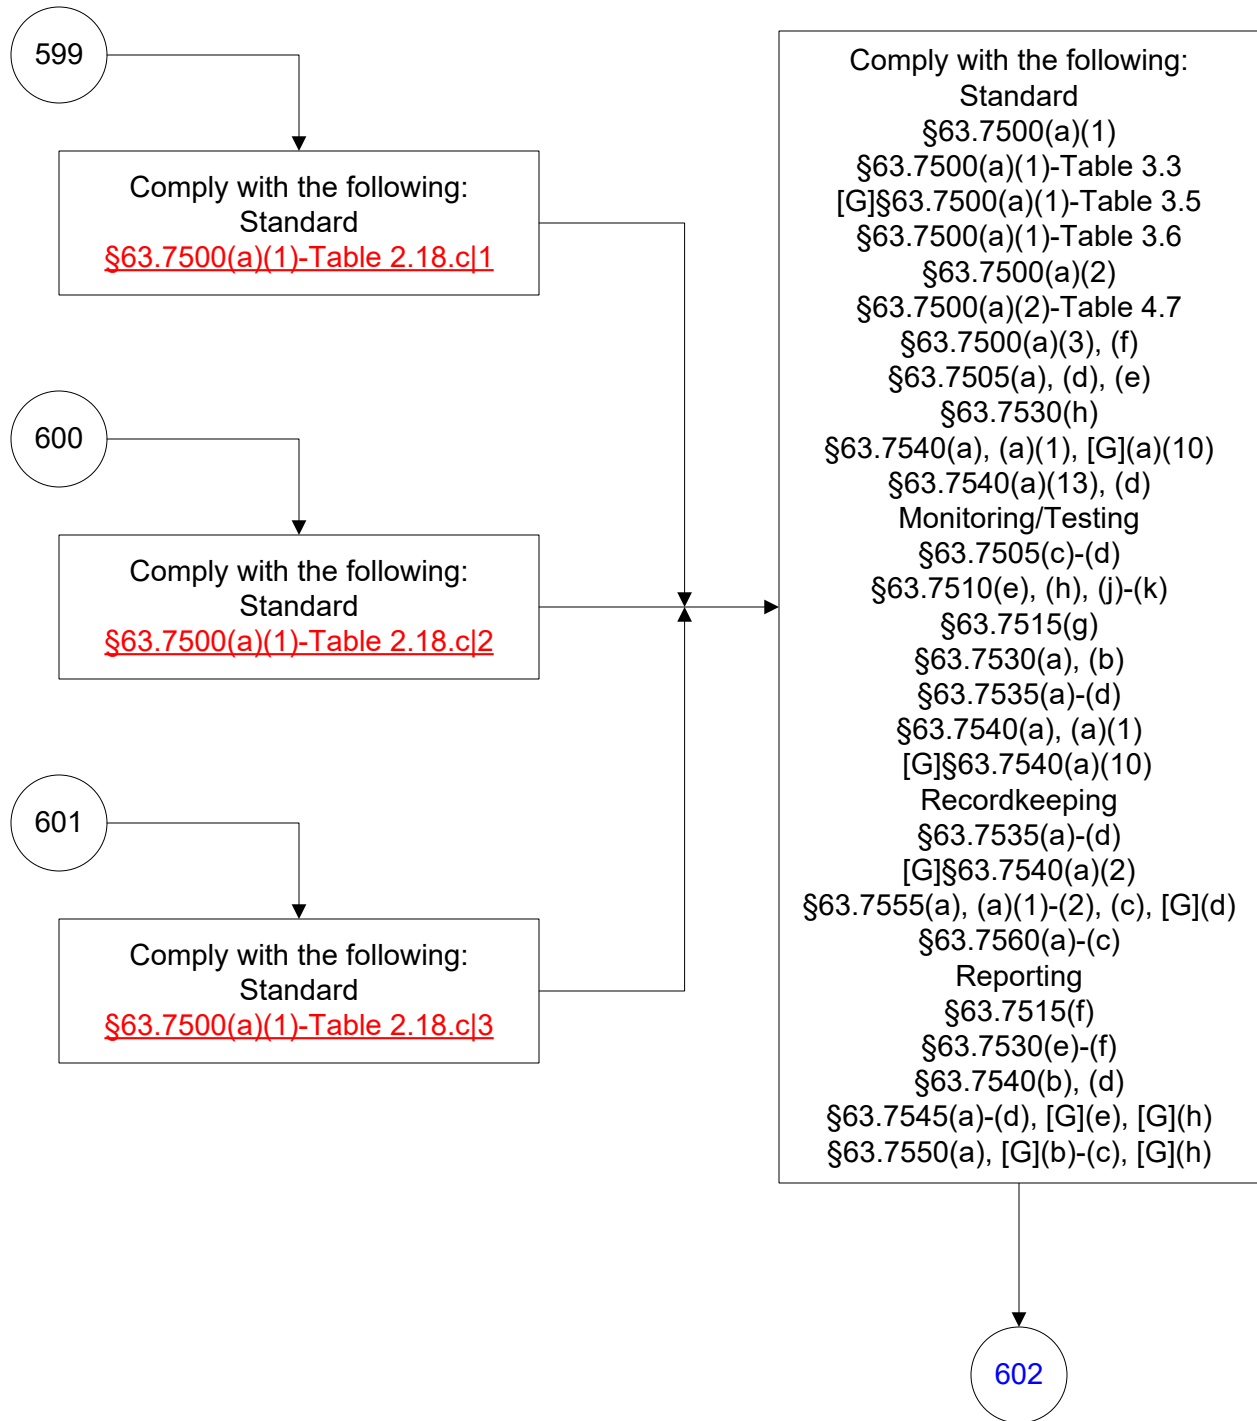 599
Comply with the following:
Standard
§63.7500(a)(1)-Table 2.18.c|1
600
Comply with the following:
Standard
§63.7500(a)(1)-Table 2.18.c|2
601
Comply with the following:
Standard
§63.7500(a)(1)-Table 2.18.c|3
Comply with the following:
Standard
§63.7500(a)(1)
§63.7500(a)(1)-Table 3.3
[G]§63.7500(a)(1)-Table 3.5
§63.7500(a)(1)-Table 3.6
§63.7500(a)(2)
§63.7500(a)(2)-Table 4.7
§63.7500(a)(3), (f)
§63.7505(a), (d), (e)
§63.7530(h)
§63.7540(a), (a)(1), [G](a)(10)
§63.7540(a)(13), (d)
Monitoring/Testing
§63.7505(c)-(d)
§63.7510(e), (h), (j)-(k)
§63.7515(g)
§63.7530(a), (b)
§63.7535(a)-(d)
§63.7540(a), (a)(1)
[G]§63.7540(a)(10)
Recordkeeping
§63.7535(a)-(d)
[G]§63.7540(a)(2)
§63.7555(a), (a)(1)-(2), (c), [G](d)
§63.7560(a)-(c)
Reporting
§63.7515(f)
§63.7530(e)-(f)
§63.7540(b), (d)
§63.7545(a)-(d), [G](e), [G](h)
§63.7550(a), [G](b)-(c), [G](h)
602